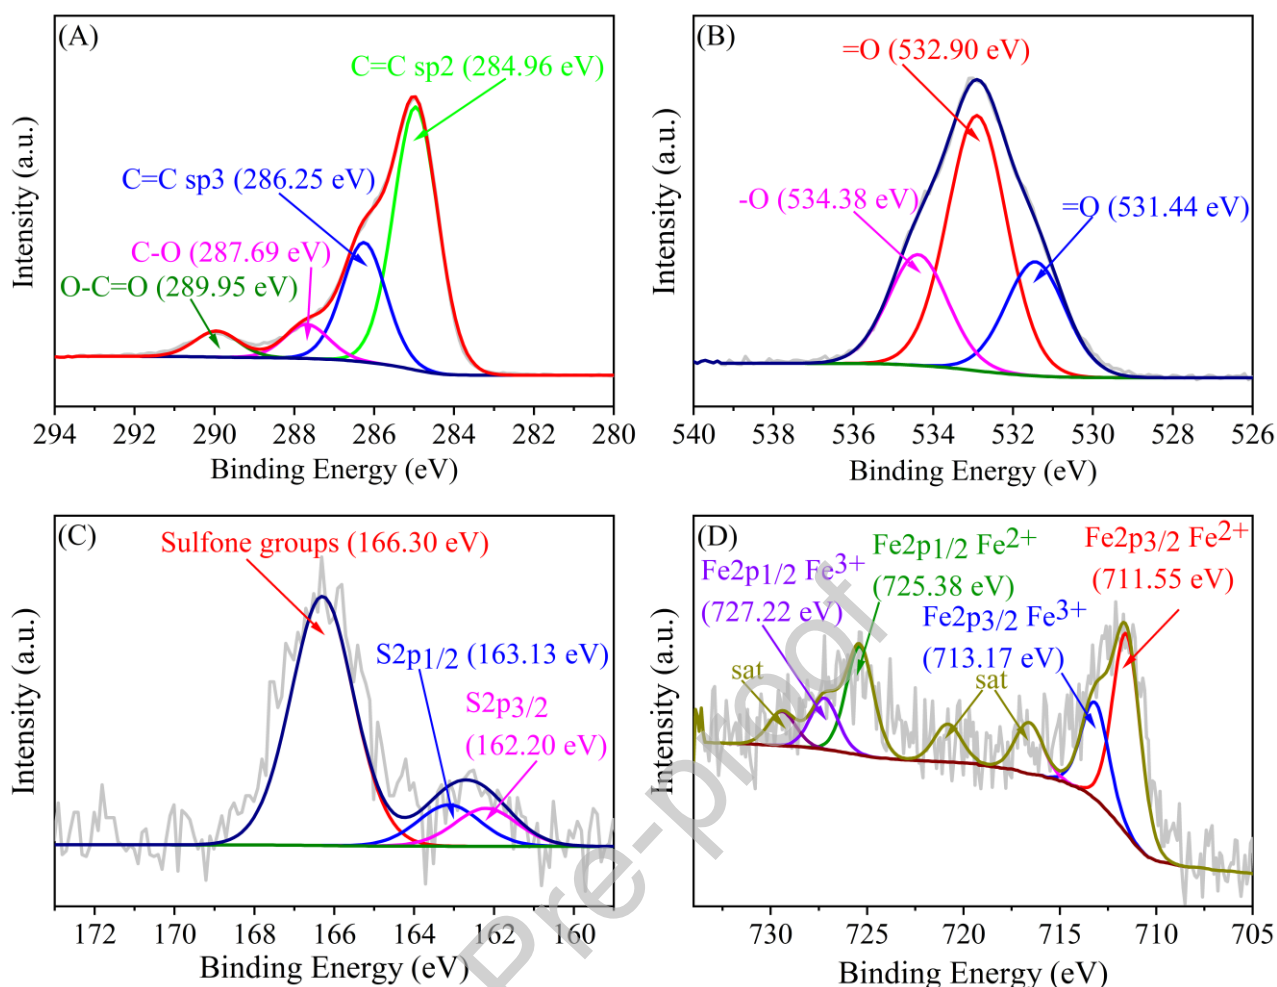 (A)
C=C sp2 (284.96 eV)
C=C sp3 (286.25 eV)
C-O (287.69 eV)
O-C=O (289.95 eV)
Intensity (a.u.)
294 292 290 288 286 284 282 280
Binding Energy (eV)
(B)
=O (532.90 eV)
-O (534.38 eV)
=O (531.44 eV)
Intensity (a.u.)
540 538 536 534 532 530 528 526
Binding Energy (eV)
(C)
Sulfone groups (166.30 eV)
S2p1/2 (163.13 eV)
S2p3/2
(162.20 eV)
Intensity (a.u.)
172 170 168 166 164 162 160
Binding Energy (eV)
(D)
Fe2p1/2 Fe2+
(725.38 eV)
Fe2p3/2 Fe2+
(711.55 eV)
Fe2p1/2 Fe3+
(727.22 eV)
Fe2p3/2 Fe3+
(713.17 eV)
sat
sat
Intensity (a.u.)
730 725 720 715 710 705
Binding Energy (eV)
Pre-proof